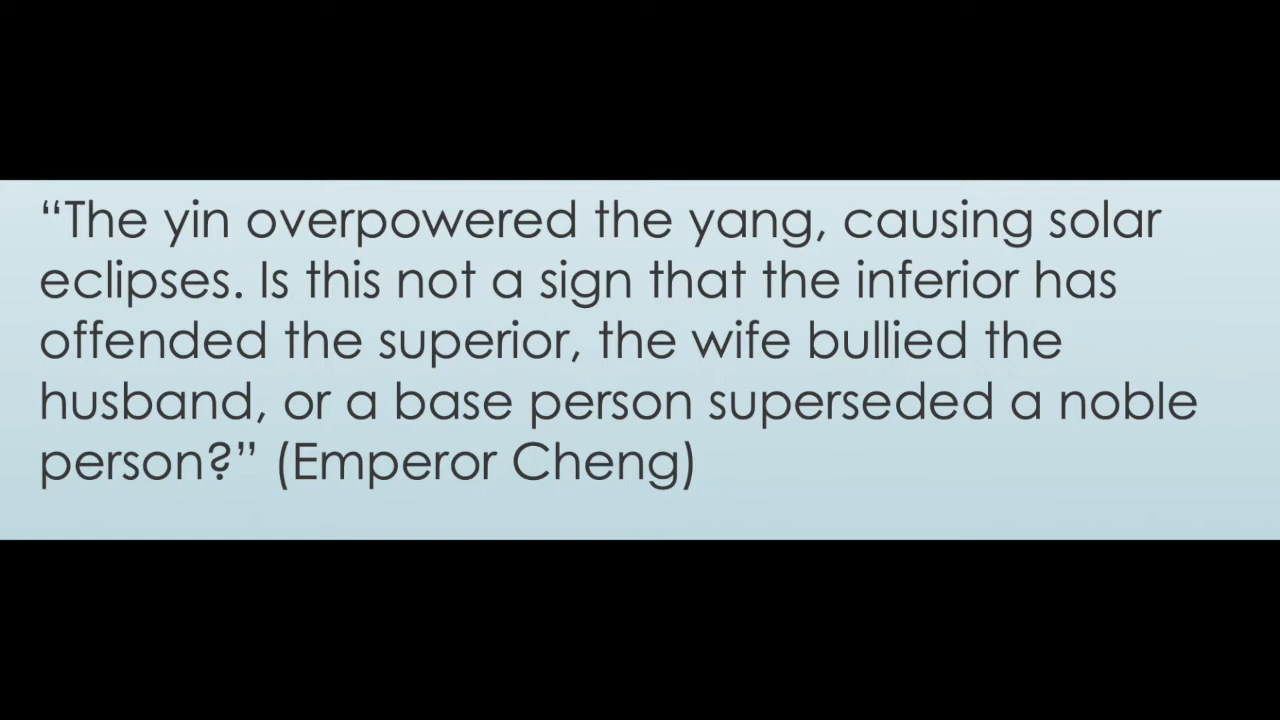 “The yin overpowered the yang, causing solar
eclipses. Is this not a sign that the inferior has
offended the superior, the wife bullied the
husband, or a base person superseded a noble
person?” (Emperor Cheng)